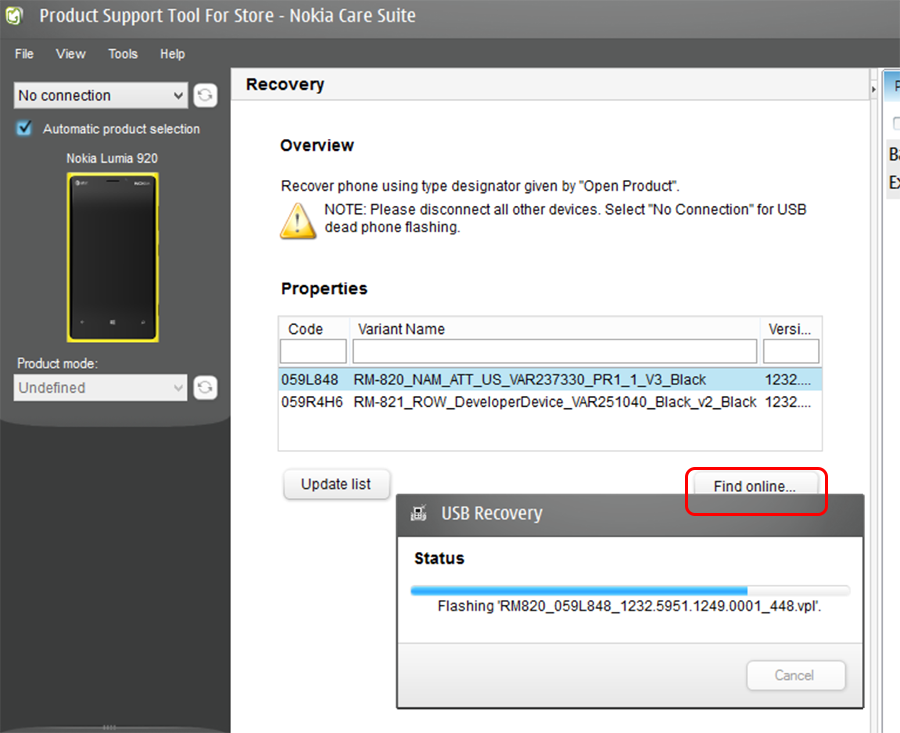 Product Support Tool For Store - Nokia Care Suite
File View Tools Help
No connection
Automatic product selection
Nokia Lumia 920
NOKIA
Product mode:
Undefined
Recovery
Overview
Recover phone using type designator given by "Open Product".
NOTE: Please disconnect all other devices. Select "No Connection" for USB
dead phone flashing.
Properties
Code Variant Name Versi...
059L848 RM-820_NAM_ATT_US_VAR237330_PR1_1_V3_Black 1232....
059R4H6 RM-821_ROW_DeveloperDevice_VAR251040_Black_v2_Black 1232....
Update list
Find online...
USB Recovery
Status
Flashing 'RM820_059L848_1232.5951.1249.0001_448.vpl'.
Cancel